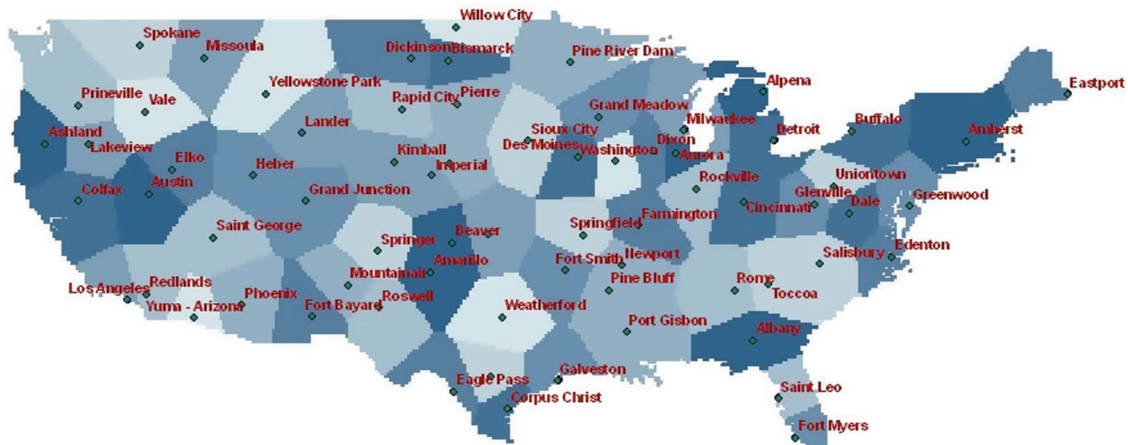 Willow City
Spokane
Missoula
Dickinson
Bismarck
Pine River Dam
Alpena
Eastport
Yellowstone Park
Prineville
Vale
Rapid City
Pierre
Grand Meadow
Milwaukee
Buffalo
Ashland
Lakeview
Lander
Sioux City
Des Moines
Washington
Dixon
Aurora
Detroit
Amherst
Elko
Heber
Kimball
Imperial
Rockville
Uniontown
Colfax
Austin
Grand Junction
Glenville
Greenwood
Cincinnati
Dale
Saint George
Springer
Beaver
Springfield
Farmington
Edenton
Mountainair
Amarillo
Fort Smith
Newport
Salisbury
Los Angeles
Redlands
Yuma - Arizona
Phoenix
Fort Bayard
Roswell
Weatherford
Pine Bluff
Rome
Toccoa
Port Gisbon
Albany
Eagle Pass
Galveston
Corpus Christ
Saint Leo
Fort Myers